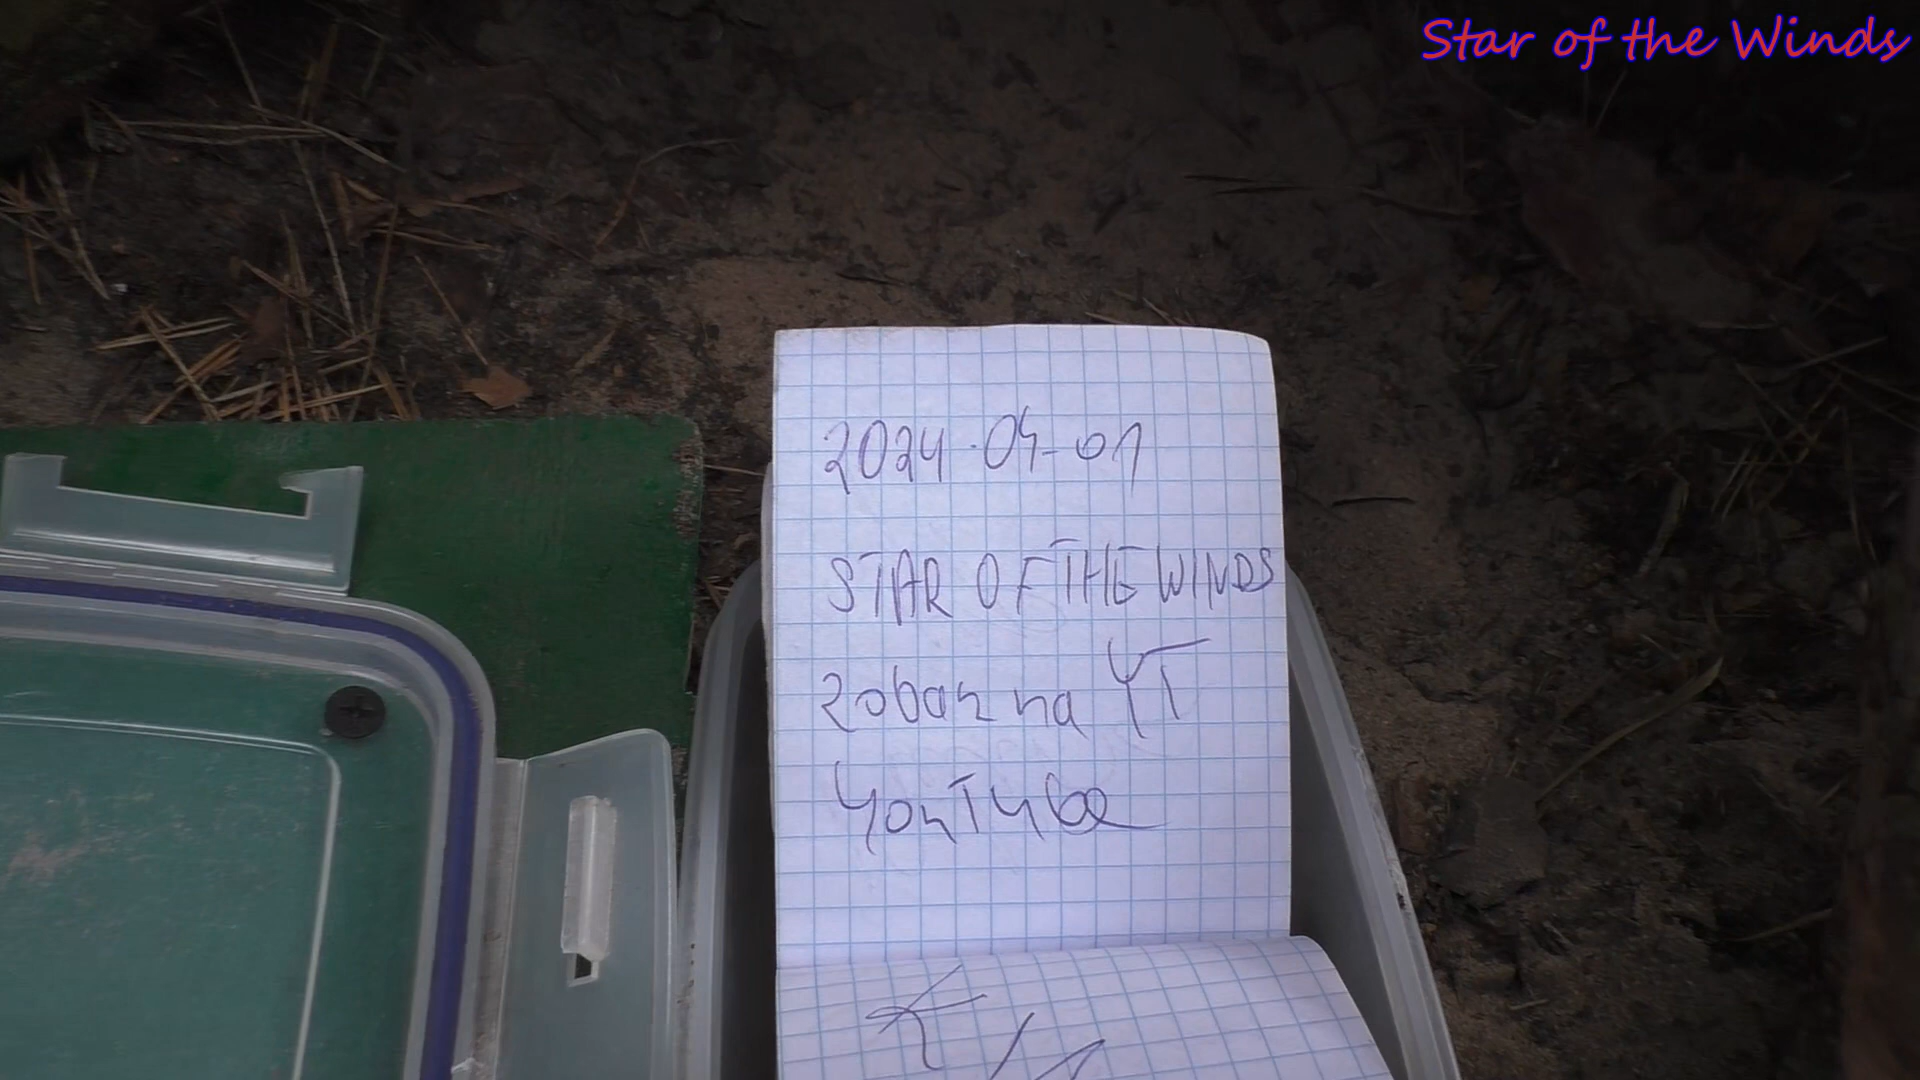 Star of the Winds
2024-04-01
STAR OF THE WINDS
zobacz na YT
YouTube